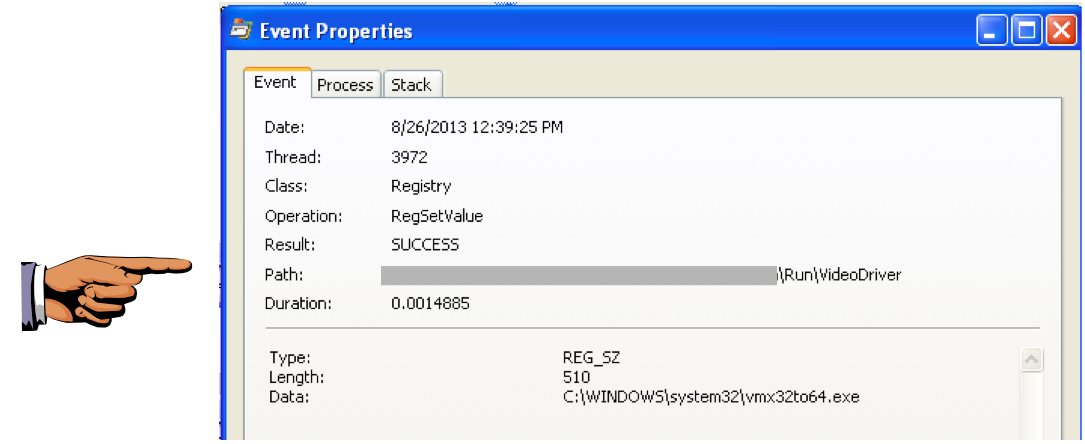 Event Properties
Event Process Stack
Date: 8/26/2013 12:39:25 PM
Thread: 3972
Class: Registry
Operation: RegSetValue
Result: SUCCESS
Path: \Run\VideoDriver
Duration: 0.0014885
Type: REG_SZ
Length: 510
Data: C:\WINDOWS\system32\vmx32to64.exe